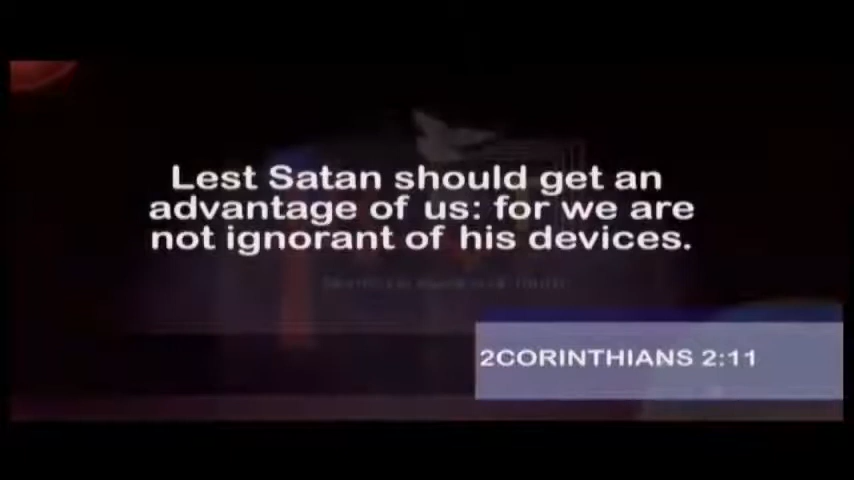 Lest Satan should get an
advantage of us: for we are
not ignorant of his devices.
2CORINTHIANS 2:11